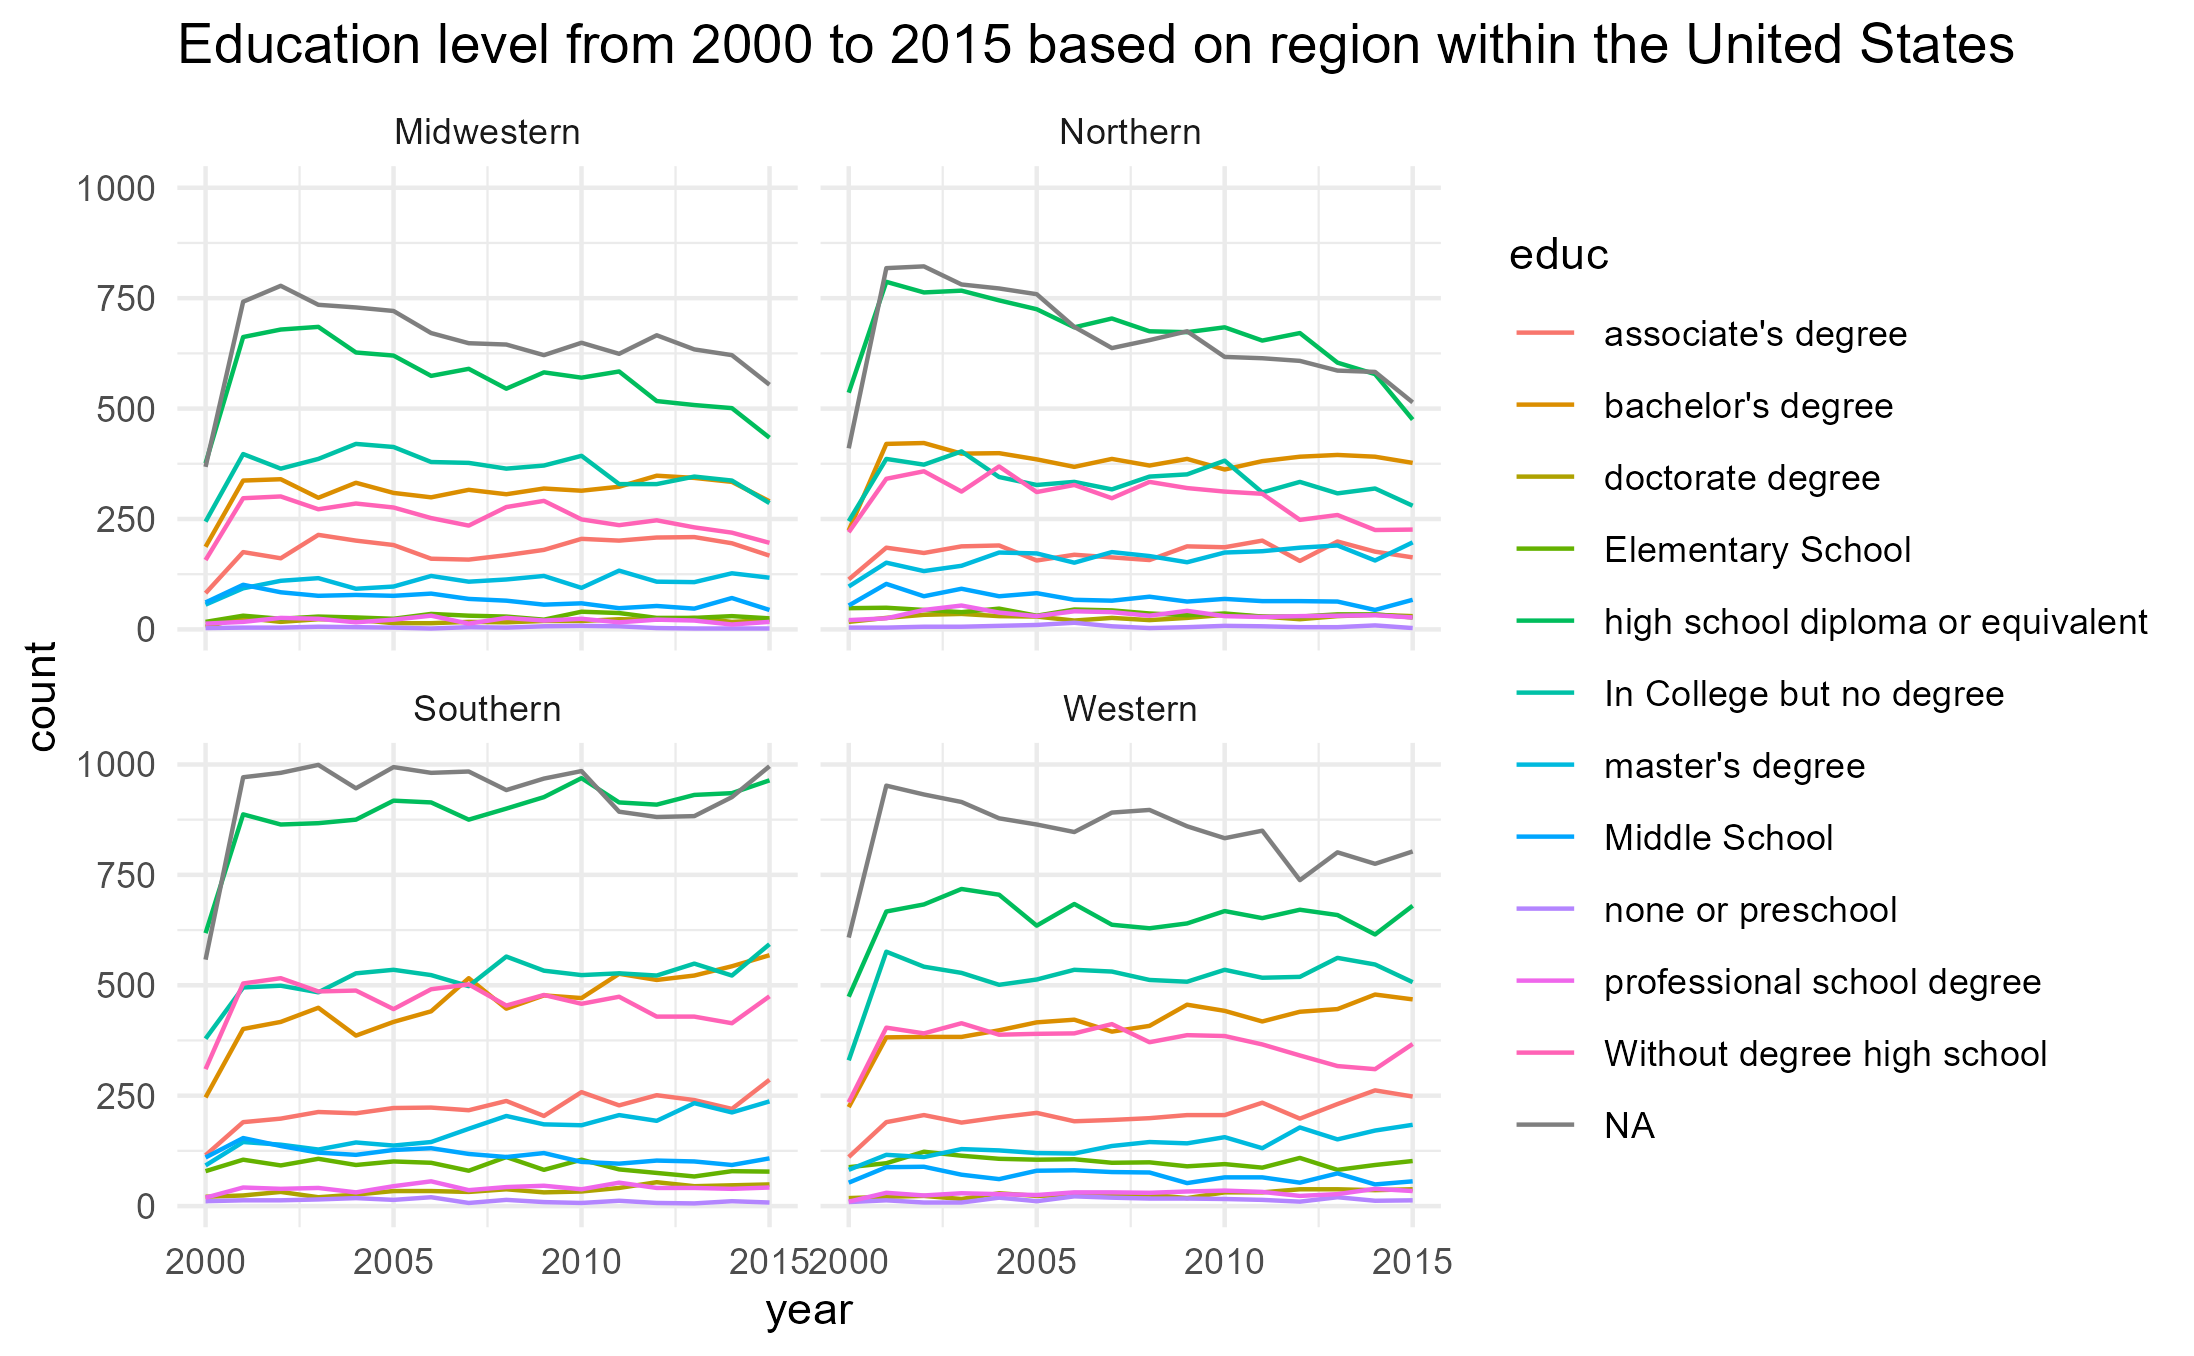 Education level from 2000 to 2015 based on region within the United States
Midwestern
Northern
1000
750
500
250
0
Southern
Western
1000
750
500
250
0
2000
2005
2010
2015
2000
2005
2010
2015
year
count
educ
associate's degree
bachelor's degree
doctorate degree
Elementary School
high school diploma or equivalent
In College but no degree
master's degree
Middle School
none or preschool
professional school degree
Without degree high school
NA